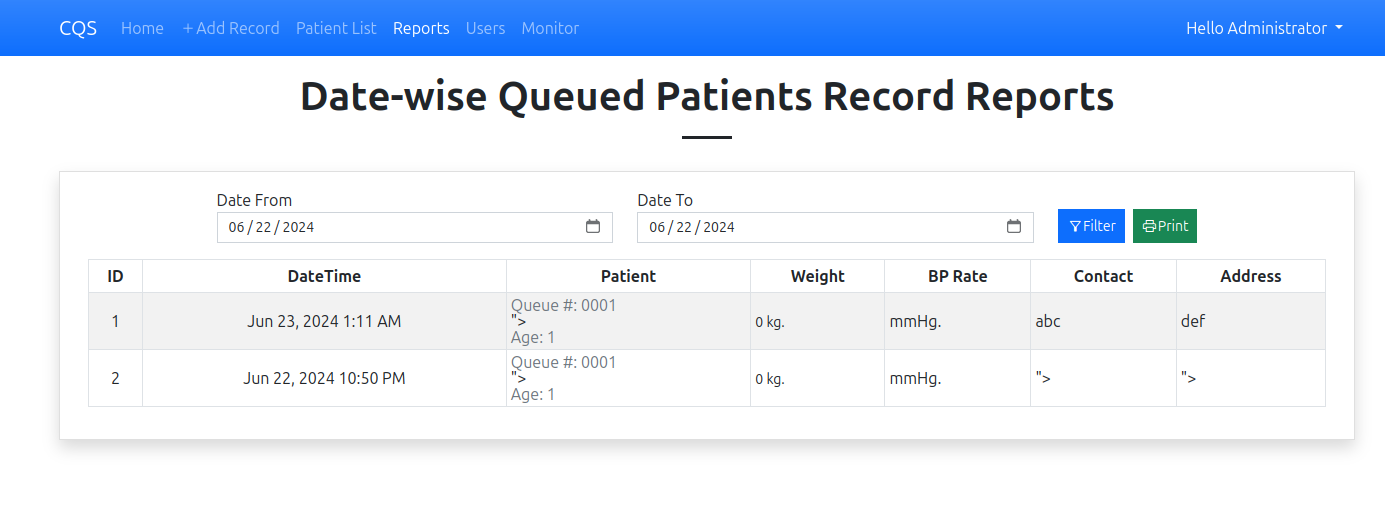 CQS Home + Add Record Patient List Reports Users Monitor Hello Administrator
Date-wise Queued Patients Record Reports
Date From Date To
06 / 22 / 2024 06 / 22 / 2024 Filter Print
ID DateTime Patient Weight BP Rate Contact Address
Queue #: 0001
1 Jun 23, 2024 1:11 AM "> 0 kg. mmHg. abc def
Age: 1
Queue #: 0001
2 Jun 22, 2024 10:50 PM "> 0 kg. mmHg. "> ">
Age: 1